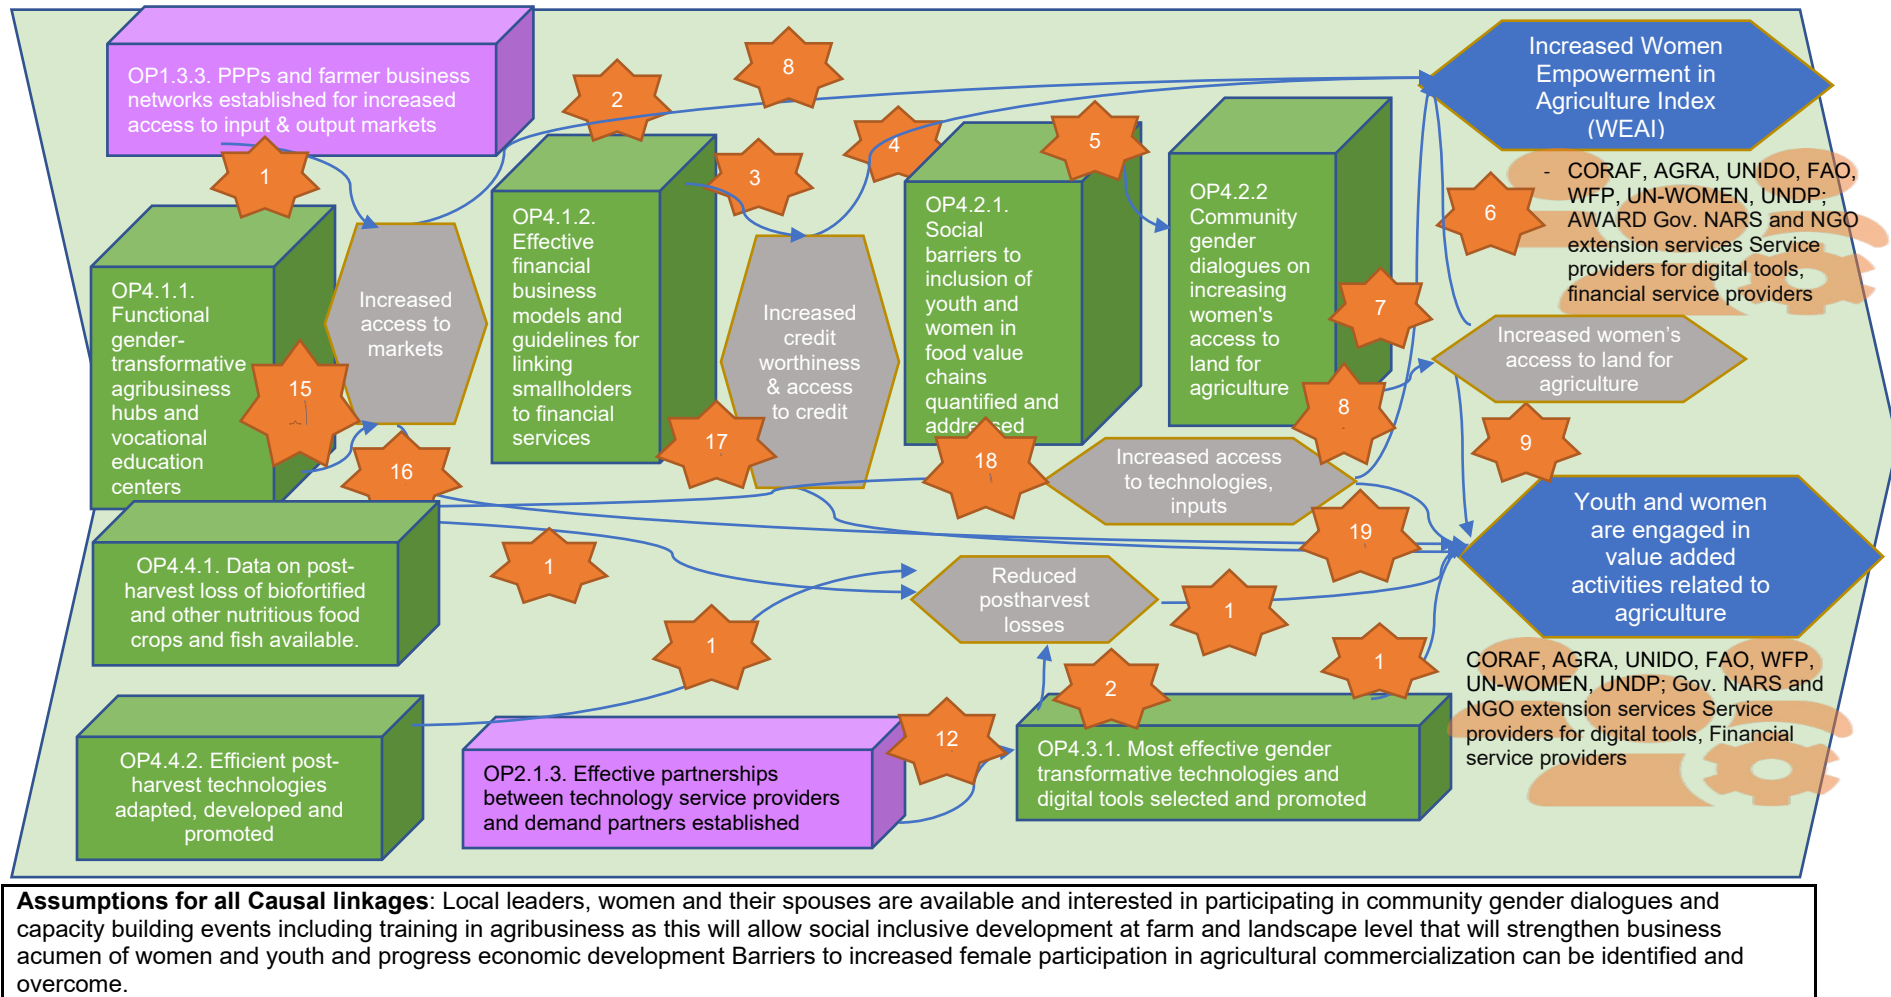 OP1.3.3. PPPs and farmer business
networks established for increased
access to input & output markets
1
2
8
3
4
5
Increased Women
Empowerment in
Agriculture Index
(WEAI)
- CORAF, AGRA, UNIDO, FAO,
WFP, UN-WOMEN, UNDP;
AWARD Gov. NARS and NGO
extension services Service
providers for digital tools,
financial service providers
6
OP4.1.1.
Functional
gender-
transformative
agribusiness
hubs and
vocational
education
centers
15
Increased
access to
markets
16
OP4.1.2.
Effective
financial
business
models and
guidelines for
linking
smallholders
to financial
services
17
Increased
credit
worthiness
& access
to credit
OP4.2.1.
Social
barriers to
inclusion of
youth and
women in
food value
chains
quantified and
addressed
18
OP4.2.2
Community
gender
dialogues on
increasing
women's
access to
land for
agriculture
7
8
Increased women's
access to land for
agriculture
9
Increased access
to technologies,
inputs
19
Youth and women
are engaged in
value added
activities related to
agriculture
OP4.4.1. Data on post-
harvest loss of biofortified
and other nutritious food
crops and fish available.
1
1
Reduced
postharvest
losses
1
1
2
CORAF, AGRA, UNIDO, FAO, WFP,
UN-WOMEN, UNDP; Gov. NARS and
NGO extension services Service
providers for digital tools, Financial
service providers
OP4.4.2. Efficient post-
harvest technologies
adapted, developed and
promoted
OP2.1.3. Effective partnerships
between technology service providers
and demand partners established
12
OP4.3.1. Most effective gender
transformative technologies and
digital tools selected and promoted
Assumptions for all Causal linkages: Local leaders, women and their spouses are available and interested in participating in community gender dialogues and
capacity building events including training in agribusiness as this will allow social inclusive development at farm and landscape level that will strengthen business
acumen of women and youth and progress economic development Barriers to increased female participation in agricultural commercialization can be identified and
overcome.